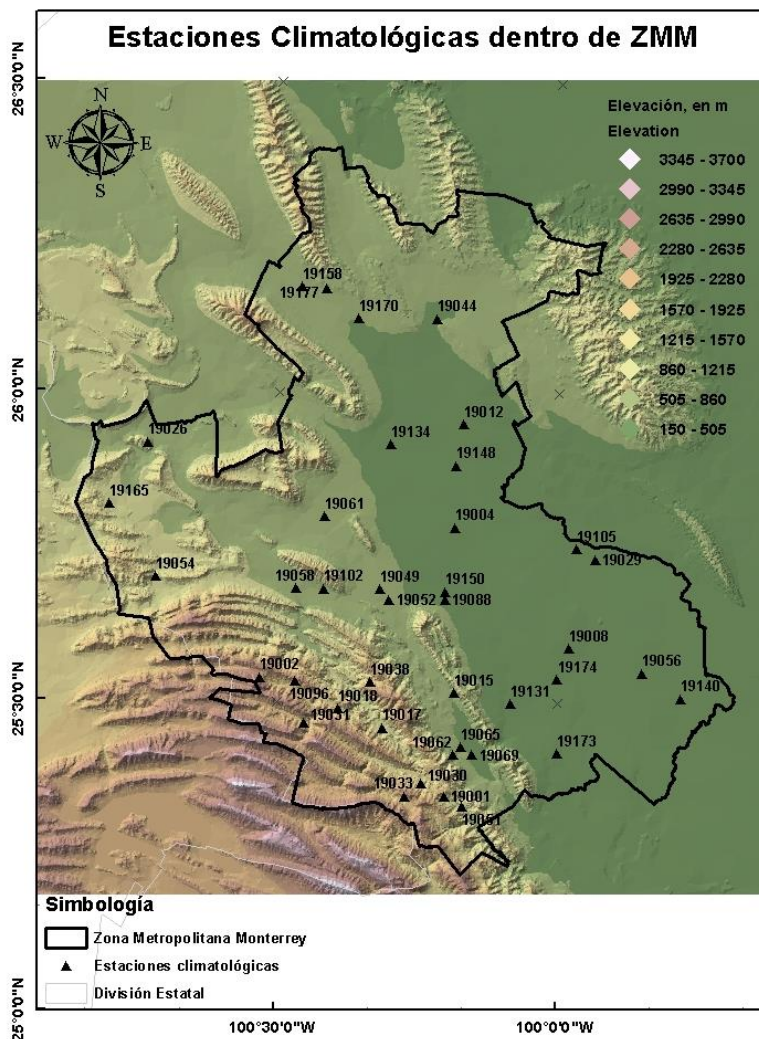 Estaciones Climatológicas dentro de ZMM
26°30'0"N
N
W E
S
Elevación, en m
Elevation
3345 - 3700
2990 - 3345
2635 - 2990
2280 - 2635
1925 - 2280
1570 - 1925
1215 - 1570
860 - 1215
505 - 860
150 - 505
19158
19177
19170
19044
26°0'0"N
19012
19026
19134
19148
19165
19061
19004
19105
19029
19054
19058
19102
19049
19150
19052
19088
19008
19002
19038
19174
19056
19096
19018
19015
19131
19140
25°30'0"N
19031
19017
19065
19062
19069
19173
19030
19033
19001
19051
Simbología
Zona Metropolitana Monterrey
Estaciones climatológicas
División Estatal
25°0'0"N
100°30'0"W
100°0'0"W